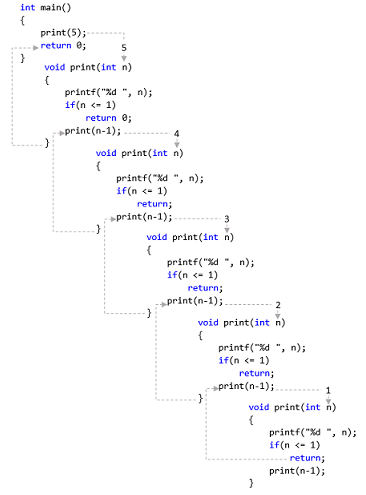 int main()
{
print(5);
return 0;
}
5
void print(int n)
{
printf("%d ", n);
if(n <= 1)
return 0;
print(n-1);
}
4
void print(int n)
{
printf("%d ", n);
if(n <= 1)
return;
print(n-1);
}
3
void print(int n)
{
printf("%d ", n);
if(n <= 1)
return;
print(n-1);
}
2
void print(int n)
{
printf("%d ", n);
if(n <= 1)
return;
print(n-1);
}
1
void print(int n)
{
printf("%d ", n);
if(n <= 1)
return;
print(n-1);
}